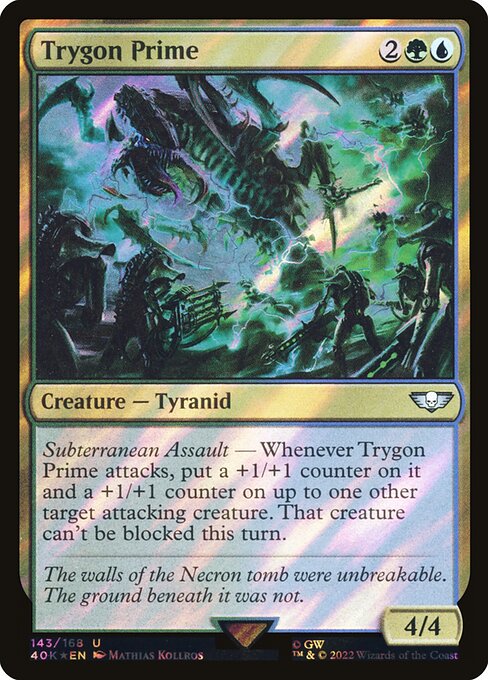 Trygon Prime
2
Creature — Tyranid
Subterranean Assault — Whenever Trygon
Prime attacks, put a +1/+1 counter on it
and a +1/+1 counter on up to one other
target attacking creature. That creature
can't be blocked this turn.
The walls of the Necron tomb were unbreakable.
The ground beneath it was not.
4/4
143/168 U
40K★EN Mathias Kollros
© GW
™ & © 2022 Wizards of the Coast